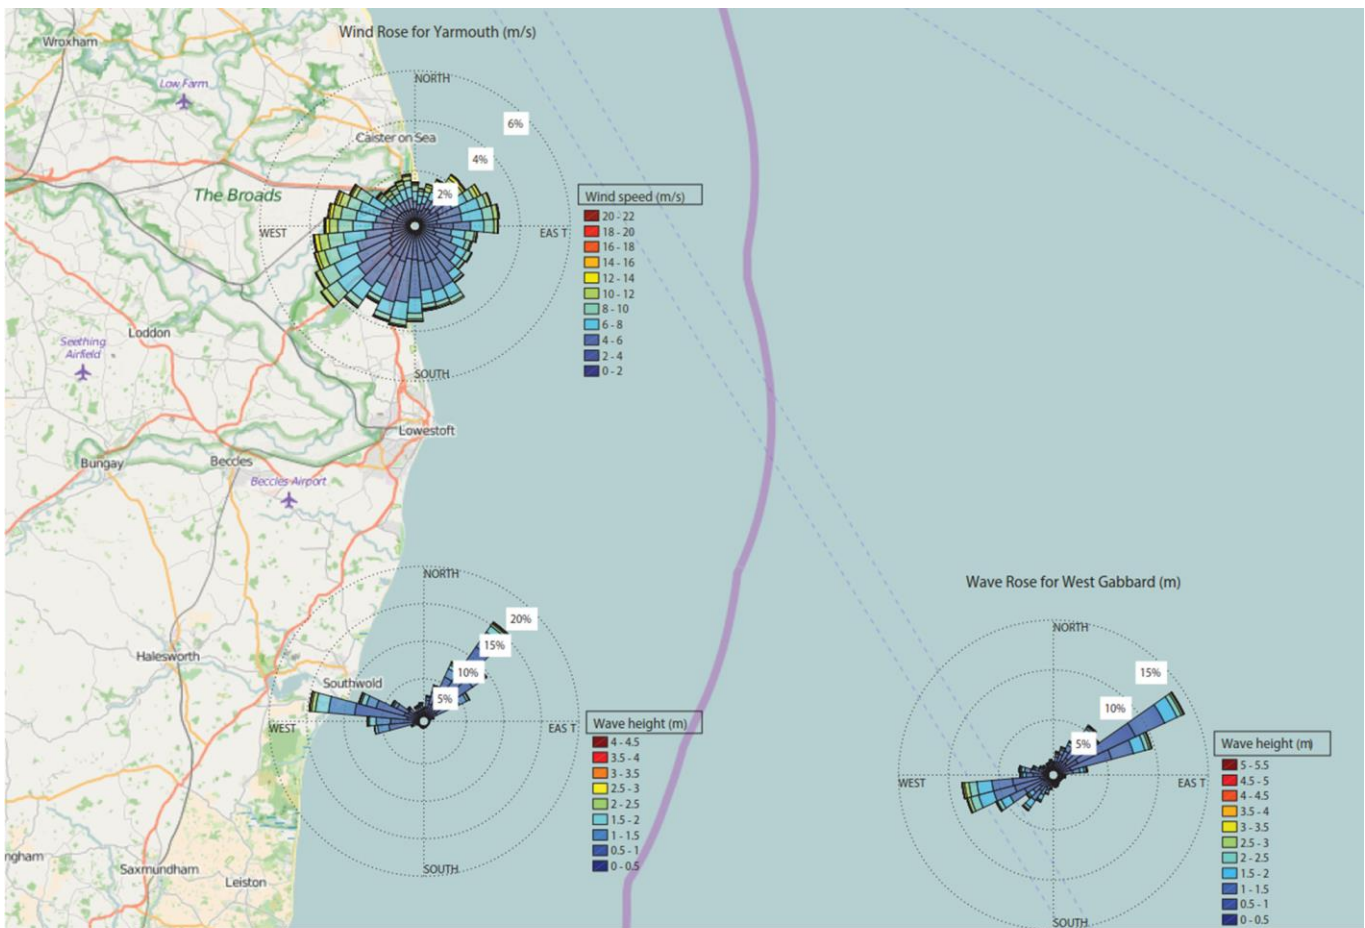 Wind Rose for Yarmouth (m/s)
Wroxham
NORTH
Low Farm
6%
Caister on Sea
4%
The Broads
2%
Wind speed (m/s)
20 - 22
18 - 20
16 - 18
14 - 16
12 - 14
10 - 12
8 - 10
6 - 8
4 - 6
2 - 4
0 - 2
WEST
EAS T
Loddon
Seething
Airfield
SOUTH
Lowestoft
Bungay
Beccles
Beccles Airport
NORTH
20%
15%
10%
5%
Halesworth
Southwold
WEST
EAS T
Wave height (m)
4 - 4.5
3.5 - 4
3 - 3.5
2.5 - 3
2 - 2.5
1.5 - 2
1 - 1.5
0.5 - 1
0 - 0.5
SOUTH
ngham
Saxmundham
Leiston
Wave Rose for West Gabbard (m)
NORTH
15%
10%
5%
WEST
EAS T
Wave height (m)
5 - 5.5
4.5 - 5
4 - 4.5
3.5 - 4
3 - 3.5
2.5 - 3
2 - 2.5
1.5 - 2
1 - 1.5
0.5 - 1
0 - 0.5
SOUTH